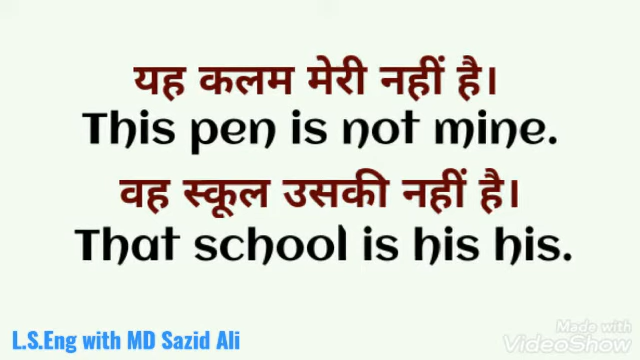 यह कलम मेरी नहीं है।
This pen is not mine.
वह स्कूल उसकी नहीं है।
That school is his his.
L.S.Eng with MD Sazid Ali
Made with
VideoShow